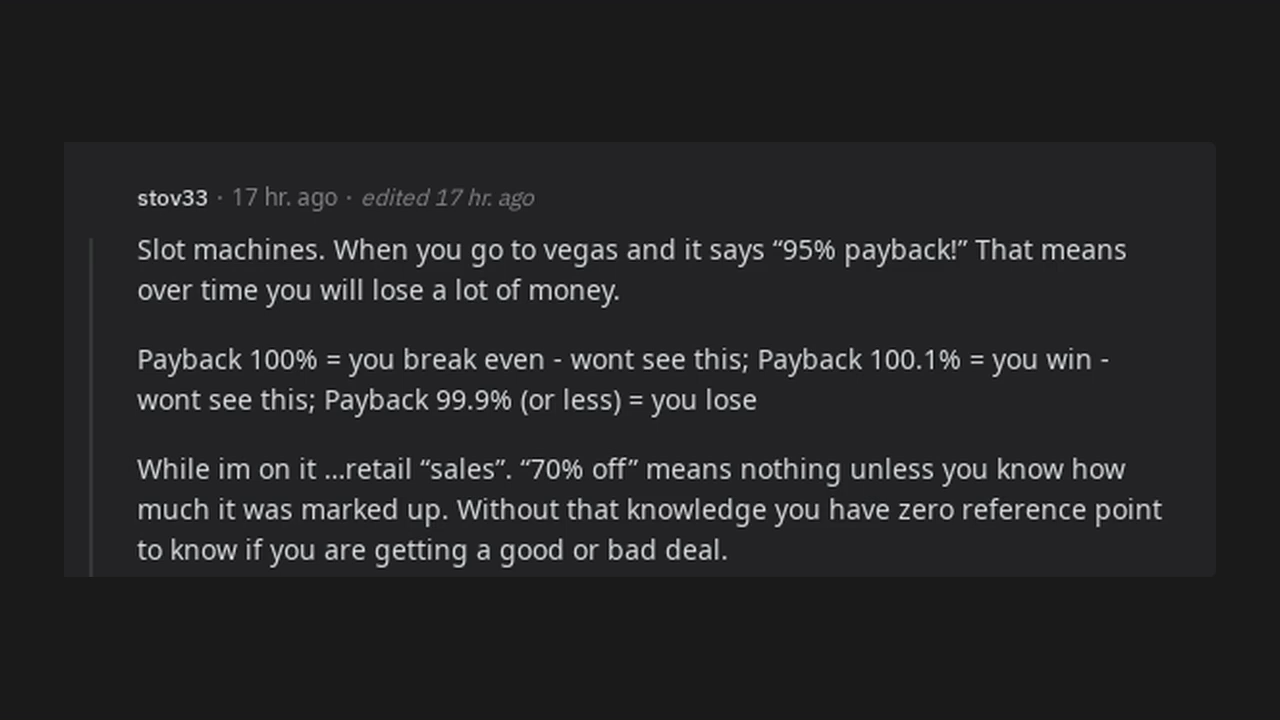 stov33 · 17 hr. ago · edited 17 hr. ago
Slot machines. When you go to vegas and it says “95% payback!” That means
over time you will lose a lot of money.
Payback 100% = you break even - wont see this; Payback 100.1% = you win -
wont see this; Payback 99.9% (or less) = you lose
While im on it ...retail “sales”. “70% off” means nothing unless you know how
much it was marked up. Without that knowledge you have zero reference point
to know if you are getting a good or bad deal.